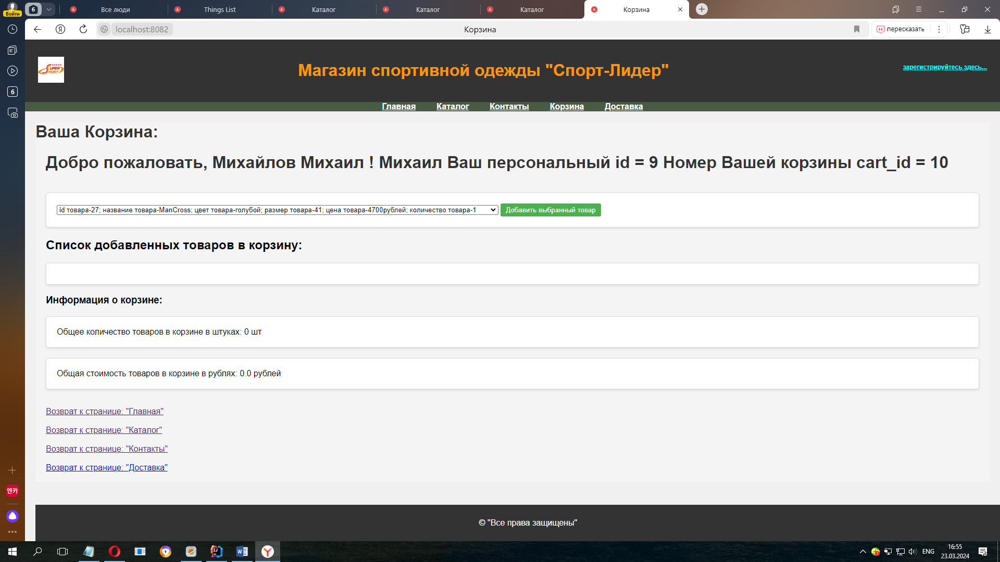 6
Все люди
Things List
Каталог
Каталог
Каталог
Корзина
Войти
localhost:8082
Корзина
пересказать
6
SUPER SPORT
Магазин спортивной одежды "Спорт-Лидер"
зарегистрируйтесь здесь...
Главная Каталог Контакты Корзина Доставка
Ваша Корзина:
Добро пожаловать, Михайлов Михаил ! Михаил Ваш персональный id = 9 Номер Вашей корзины cart_id = 10
id товара-27; название товара-ManCross; цвет товара-голубой; размер товара-41; цена товара-4700рублей; количество товара-1
Добавить выбранный товар
Список добавленных товаров в корзину:
Информация о корзине:
Общее количество товаров в корзине в штуках: 0 шт
Общая стоимость товаров в корзине в рублях: 0.0 рублей
Возврат к странице: "Главная"
Возврат к странице: "Каталог"
Возврат к странице: "Контакты"
Возврат к странице: "Доставка"
엔카
© "Все права защищены"
ENG
16:55
23.03.2024